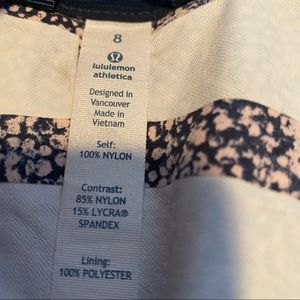 8
lululemon
athletica
Designed in
Vancouver
Made in
Vietnam
Self:
100% NYLON
Contrast:
85% NYLON
15% LYCRA®
SPANDEX
Lining:
100% POLYESTER